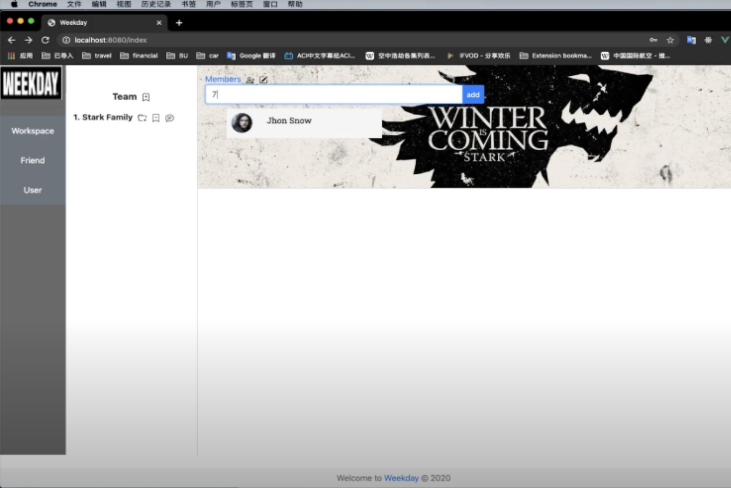 Chrome 文件 编辑 视图 历史记录 书签 用户 标签页 窗口 帮助
Weekday
localhost:8080/index
应用 已导入 travel financial BU car Google 翻译 ACI中文字幕经ACI... 空中浩劫各集列表... IFVOD - 分享欢乐 Extension bookma... 中国国际航空 - 维...
WEEKDAY
Workspace
Friend
User
Team
1. Stark Family
Members
7
add
Jhon Snow
WINTER
IS
COMING
STARK
Welcome to Weekday © 2020